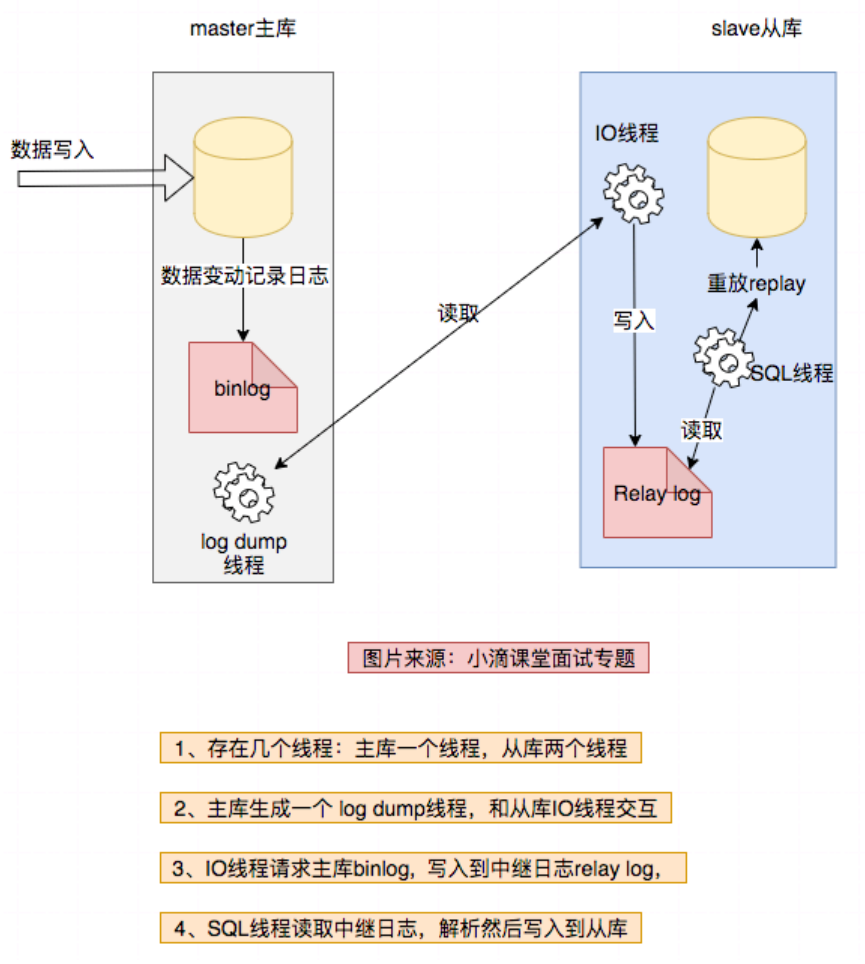 master主库
slave从库
数据写入
IO线程
数据变动记录日志
重放replay
读取
写入
binlog
SQL线程
读取
Relay log
log dump
线程
图片来源：小滴课堂面试专题
1、存在几个线程：主库一个线程，从库两个线程
2、主库生成一个 log dump线程，和从库IO线程交互
3、IO线程请求主库binlog，写入到中继日志relay log，
4、SQL线程读取中继日志，解析然后写入到从库